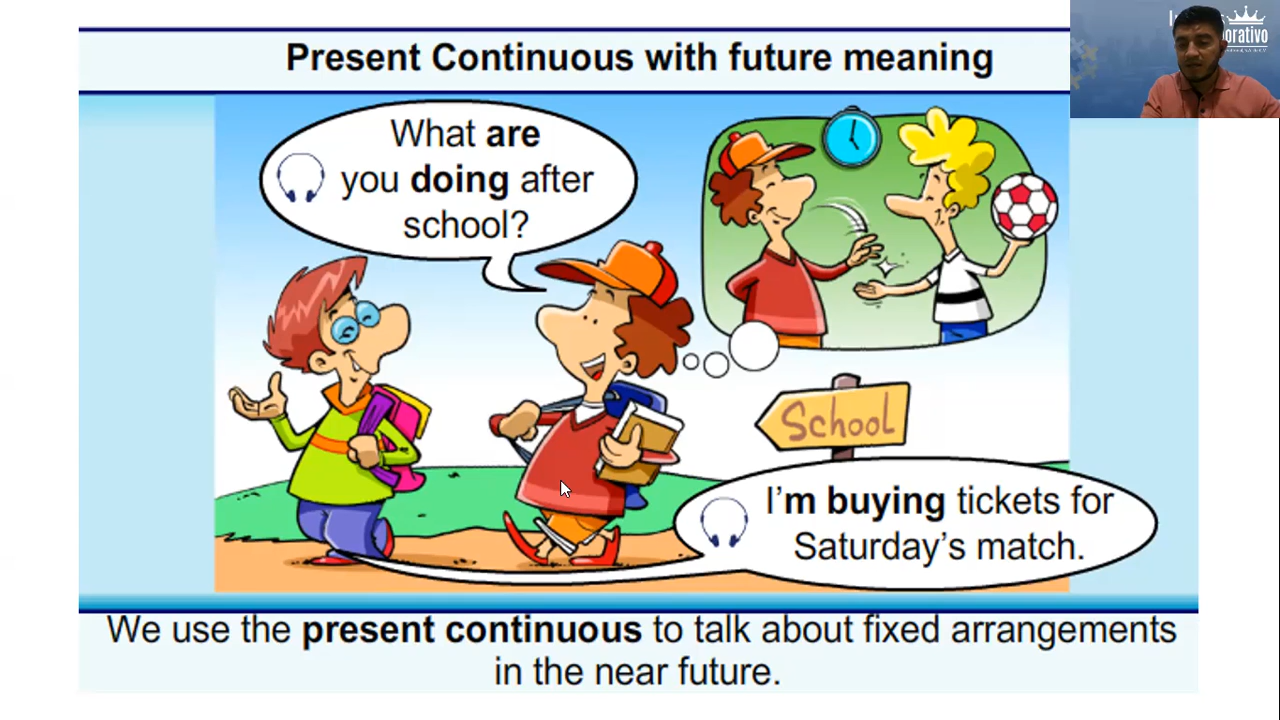 Present Continuous with future meaning
What are
you doing after
school?
School
I'm buying tickets for
Saturday's match.
We use the present continuous to talk about fixed arrangements
in the near future.